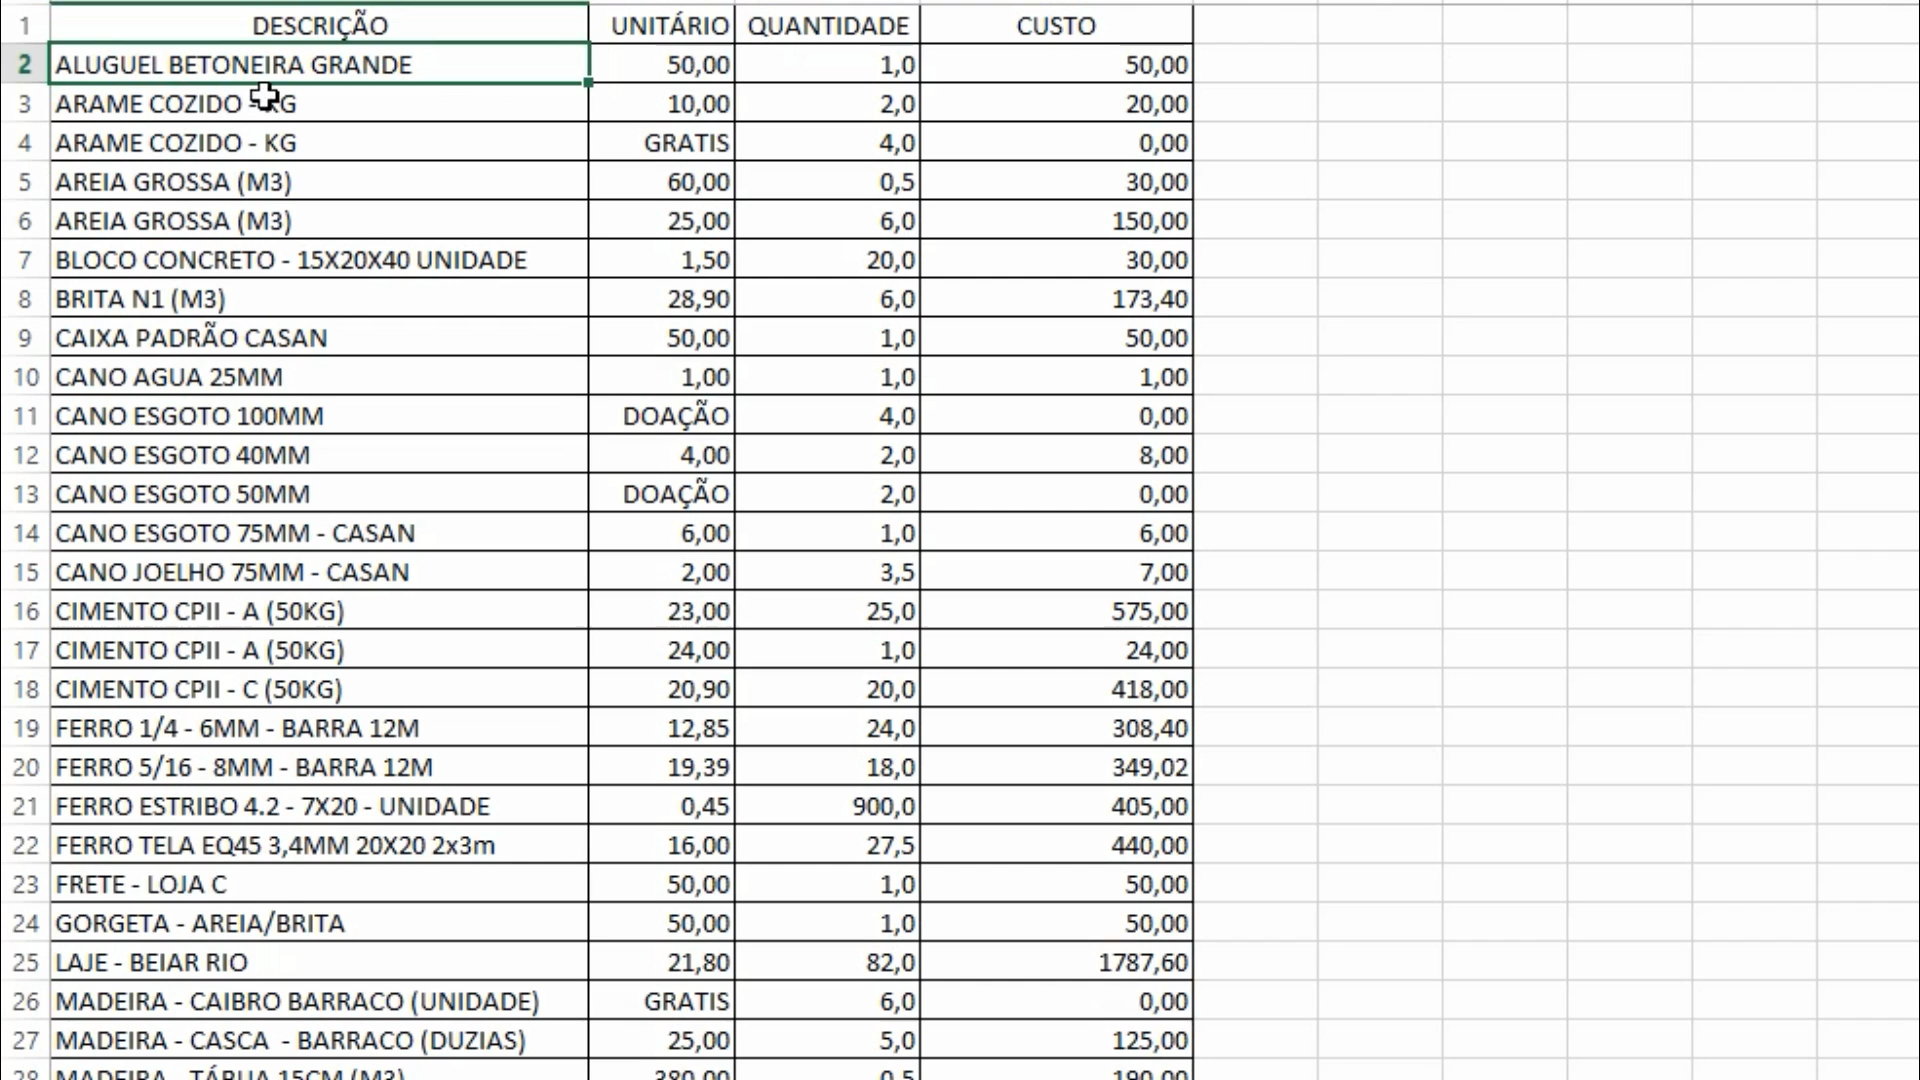 1 DESCRIÇÃO UNITÁRIO QUANTIDADE CUSTO
2 ALUGUEL BETONEIRA GRANDE 50,00 1,0 50,00
3 ARAME COZIDO - KG 10,00 2,0 20,00
4 ARAME COZIDO - KG GRATIS 4,0 0,00
5 AREIA GROSSA (M3) 60,00 0,5 30,00
6 AREIA GROSSA (M3) 25,00 6,0 150,00
7 BLOCO CONCRETO - 15X20X40 UNIDADE 1,50 20,0 30,00
8 BRITA N1 (M3) 28,90 6,0 173,40
9 CAIXA PADRÃO CASAN 50,00 1,0 50,00
10 CANO AGUA 25MM 1,00 1,0 1,00
11 CANO ESGOTO 100MM DOAÇÃO 4,0 0,00
12 CANO ESGOTO 40MM 4,00 2,0 8,00
13 CANO ESGOTO 50MM DOAÇÃO 2,0 0,00
14 CANO ESGOTO 75MM - CASAN 6,00 1,0 6,00
15 CANO JOELHO 75MM - CASAN 2,00 3,5 7,00
16 CIMENTO CPII - A (50KG) 23,00 25,0 575,00
17 CIMENTO CPII - A (50KG) 24,00 1,0 24,00
18 CIMENTO CPII - C (50KG) 20,90 20,0 418,00
19 FERRO 1/4 - 6MM - BARRA 12M 12,85 24,0 308,40
20 FERRO 5/16 - 8MM - BARRA 12M 19,39 18,0 349,02
21 FERRO ESTRIBO 4.2 - 7X20 - UNIDADE 0,45 900,0 405,00
22 FERRO TELA EQ45 3,4MM 20X20 2x3m 16,00 27,5 440,00
23 FRETE - LOJA C 50,00 1,0 50,00
24 GORGETA - AREIA/BRITA 50,00 1,0 50,00
25 LAJE - BEIAR RIO 21,80 82,0 1787,60
26 MADEIRA - CAIBRO BARRACO (UNIDADE) GRATIS 6,0 0,00
27 MADEIRA - CASCA  - BARRACO (DUZIAS) 25,00 5,0 125,00
28 MADEIRA - TÁBUA 15CM (M3) 380,00 0,5 190,00